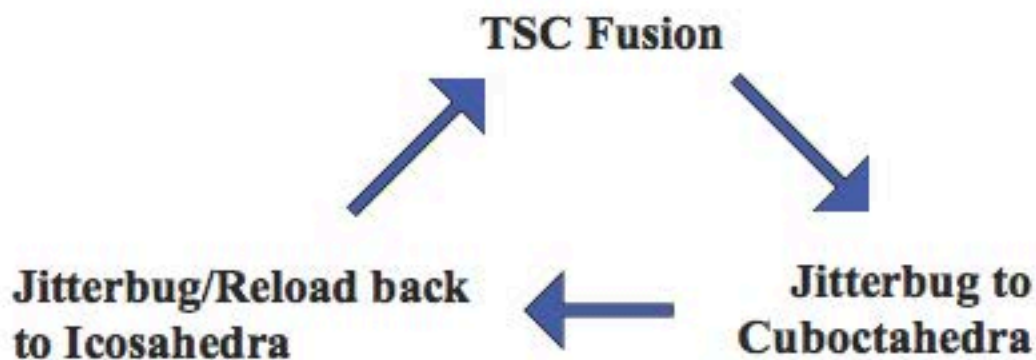 TSC Fusion
Jitterbug/Reload back
to Icosahedra
Jitterbug to
Cuboctahedra